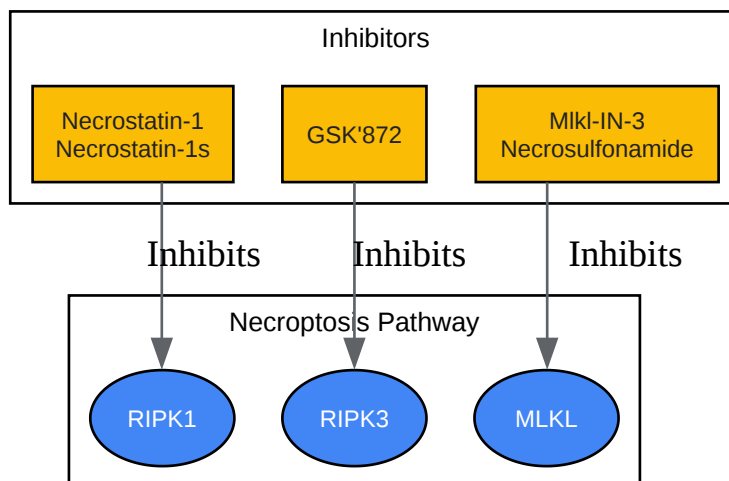 Inhibitors
Necrostatin-1
Necrostatin-1s
GSK'872
Mlkl-IN-3
Necrosulfonamide
Inhibits
Inhibits
Inhibits
Necroptosis Pathway
RIPK1
RIPK3
MLKL